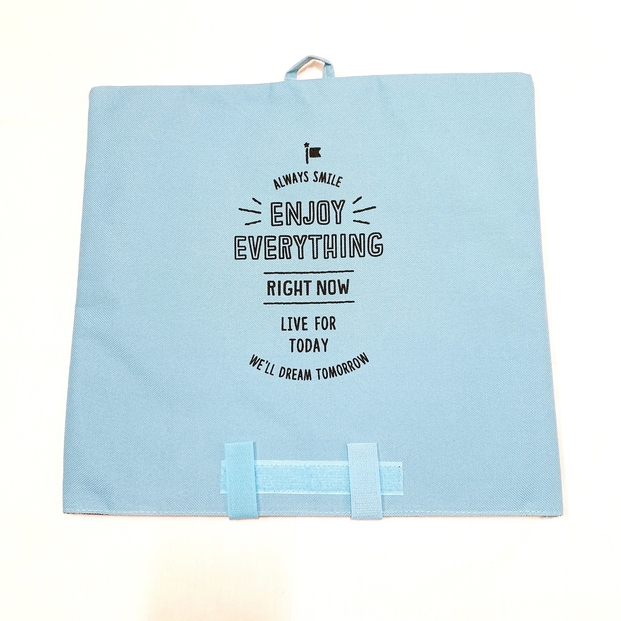 ALWAYS SMILE
ENJOY
EVERYTHING
RIGHT NOW
LIVE FOR
TODAY
WE'LL DREAM TOMORROW